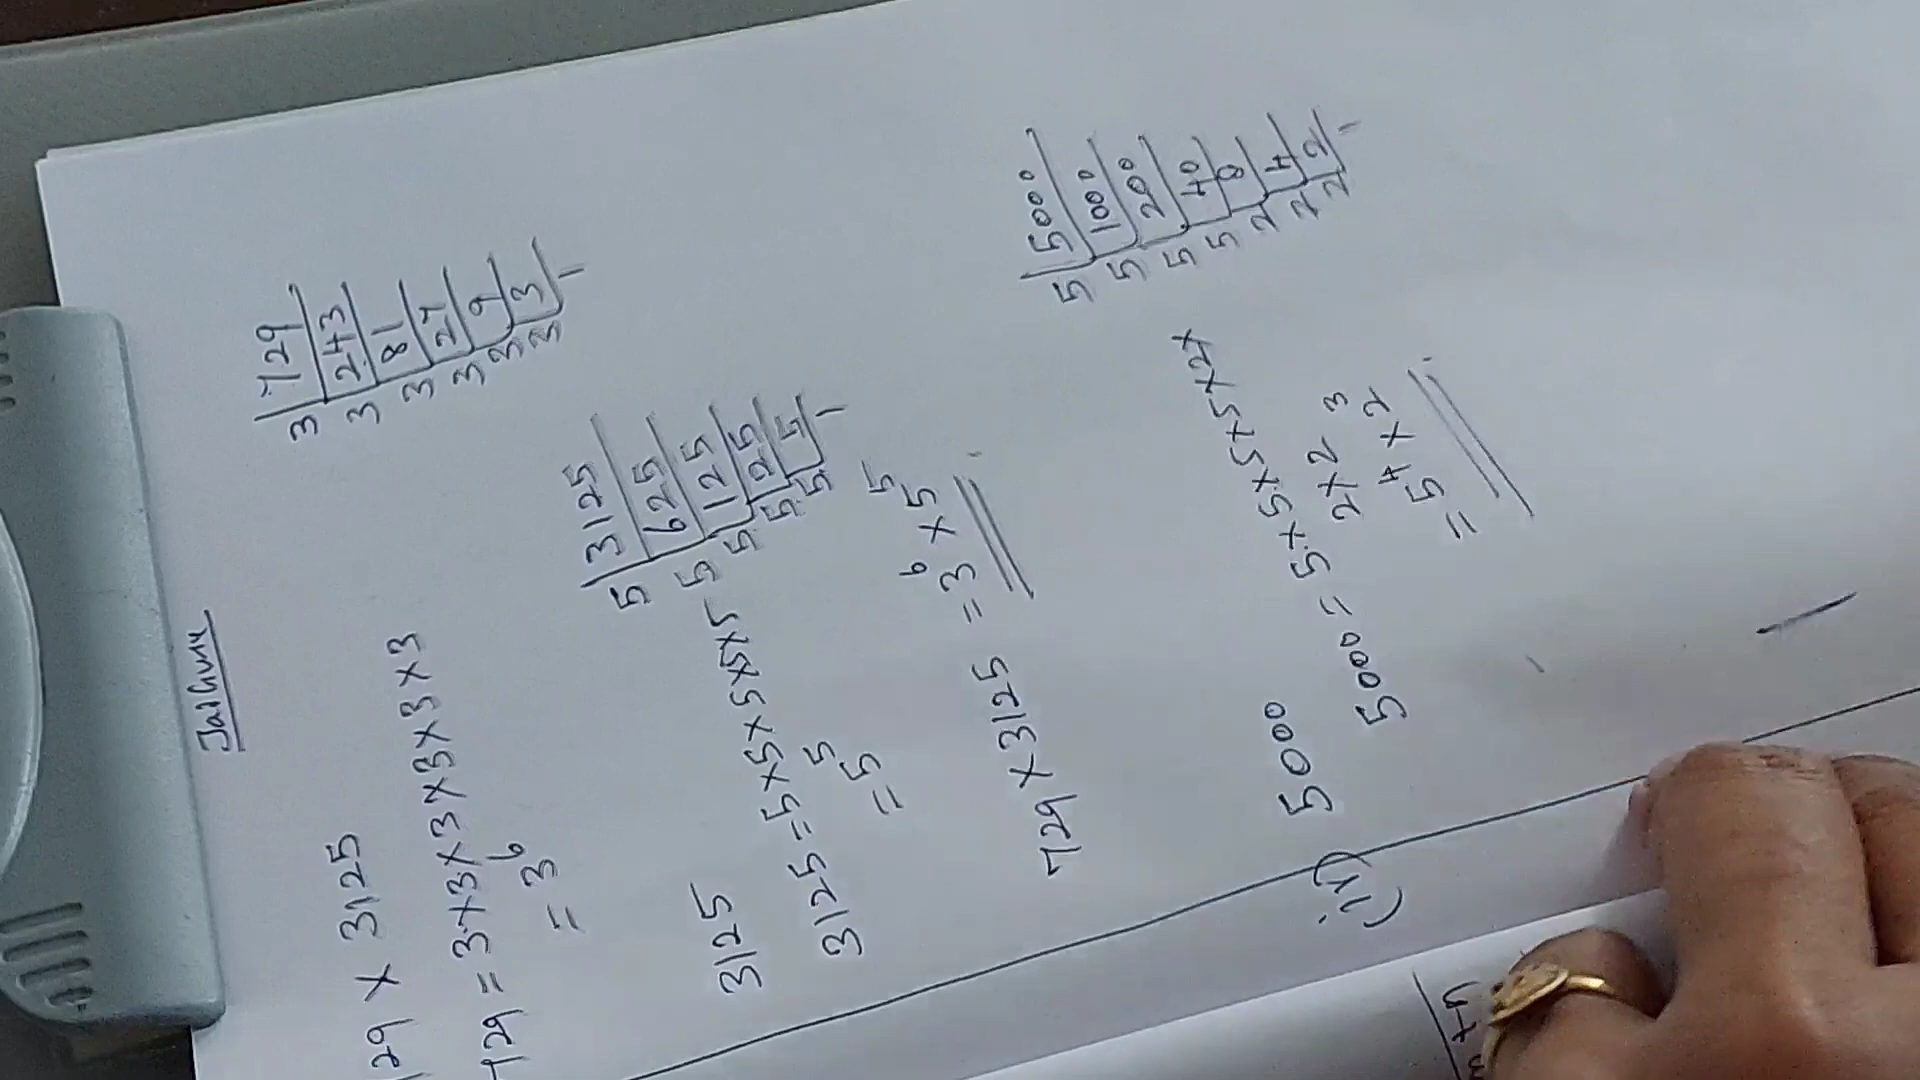 729 × 3125
3 | 729
3 | 243
3 | 81
3 | 27
3 | 9
3 | 3
1
729 = 3×3×3×3×3×3
= 3⁶
3125
5 | 3125
5 | 625
5 | 125
5 | 25
5 | 5
1
3125 = 5×5×5×5×5
= 5⁵
729 × 3125 = 3⁶ × 5⁵
(iv) 5000
5 | 5000
5 | 1000
5 | 200
5 | 40
2 | 8
2 | 4
2 | 2
1
5000 = 5×5×5×5×2×
2×2
= 5⁴ × 2³